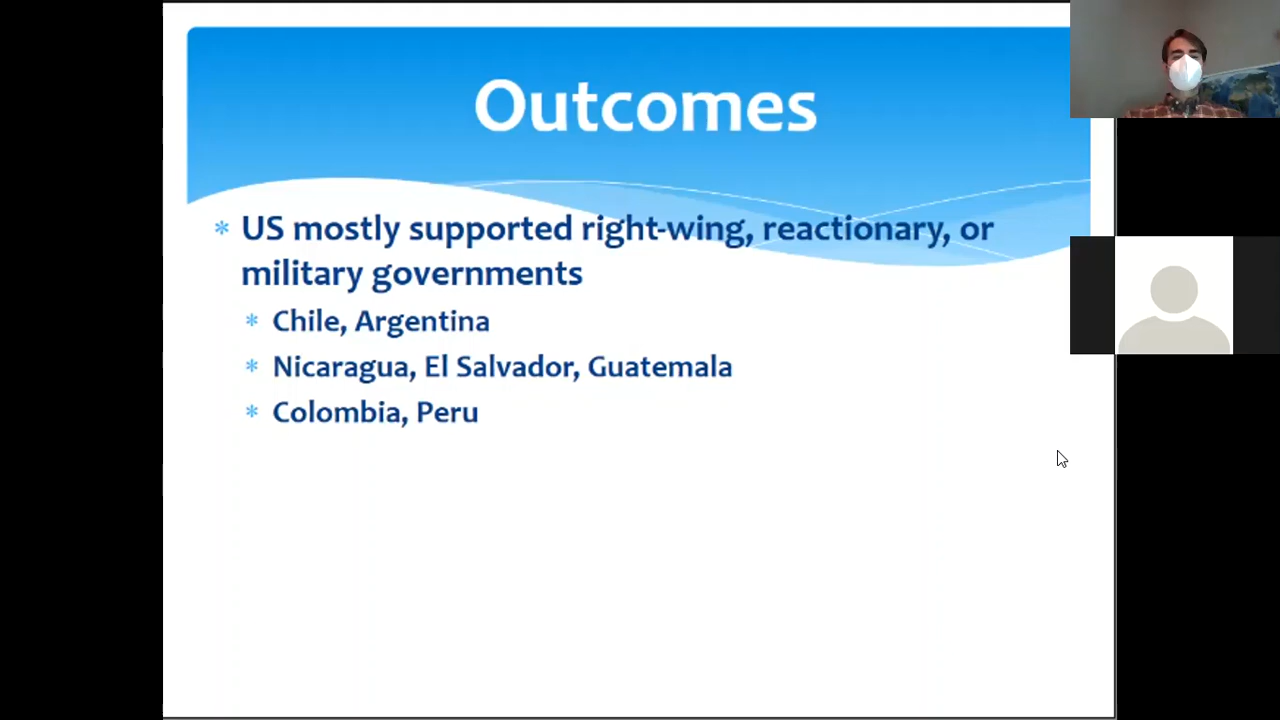 Outcomes
* US mostly supported right-wing, reactionary, or
military governments
* Chile, Argentina
* Nicaragua, El Salvador, Guatemala
* Colombia, Peru